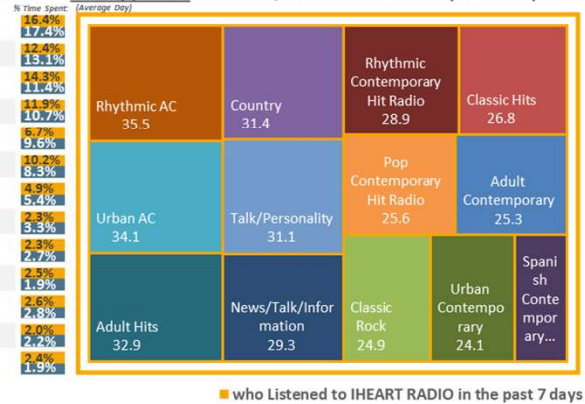 % Time Spent: (Average Day)
16.4%
17.4%
12.4%
13.1%
14.3%
11.4%
11.9%
10.7%
6.7%
9.6%
10.2%
8.3%
4.9%
5.4%
2.3%
3.3%
2.3%
2.7%
2.5%
1.9%
2.6%
2.8%
2.0%
2.2%
2.4%
1.9%
Rhythmic AC
35.5
Urban AC
34.1
Adult Hits
32.9
Country
31.4
Talk/Personality
31.1
News/Talk/Infor
mation
29.3
Rhythmic
Contemporary
Hit Radio
28.9
Classic Hits
26.8
Pop
Contemporary
Hit Radio
25.6
Adult
Contemporary
25.3
Classic
Rock
24.9
Urban
Contempo
rary
24.1
Spani
sh
Conte
mpor
ary...
who Listened to IHEART RADIO in the past 7 days